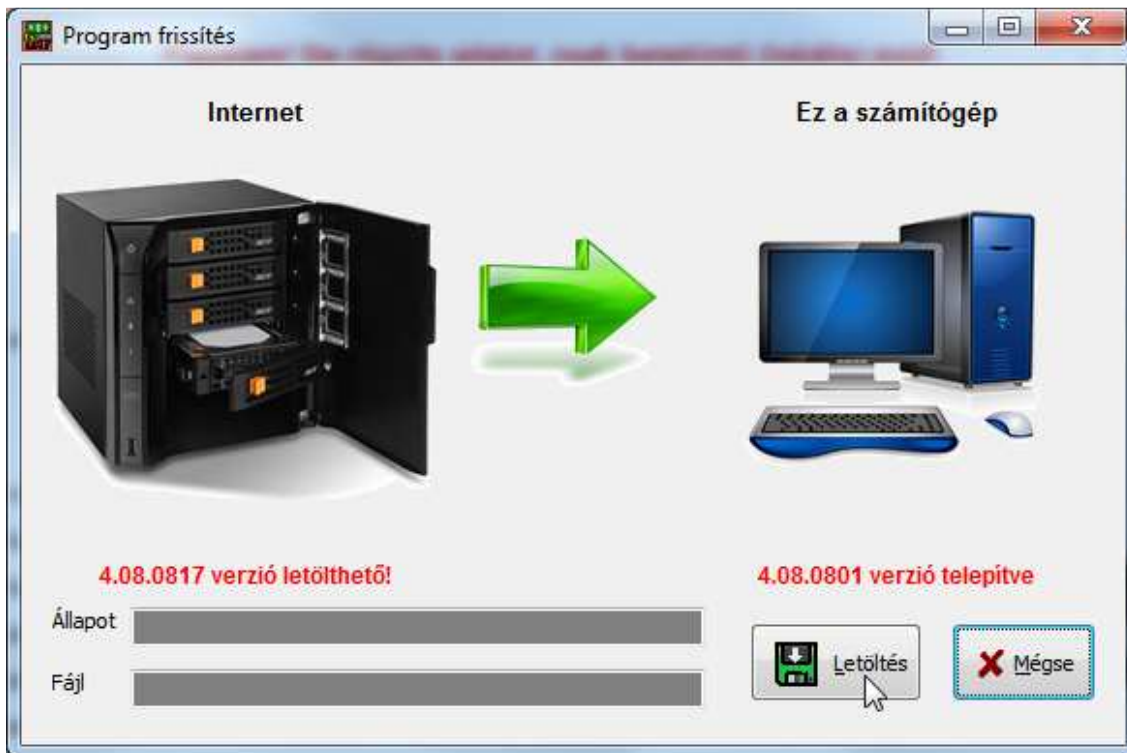 Program frissítés
Internet
Ez a számítógép
4.08.0817 verzió letölthető!
4.08.0801 verzió telepítve
Állapot
Fájl
Letöltés
Mégse